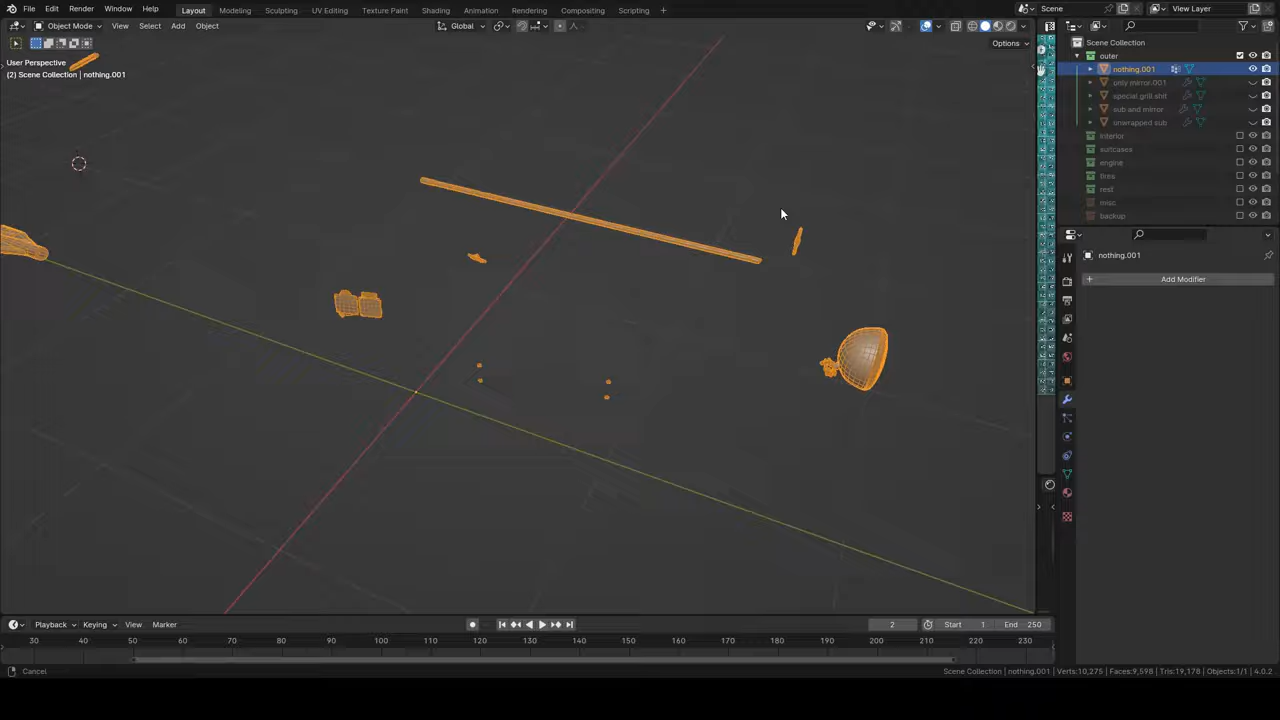 File Edit Render Window Help Layout Modeling Sculpting UV Editing Texture Paint Shading Animation Rendering Compositing Scripting + Scene View Layer
Object Mode View Select Add Object Global
Options
User Perspective
(2) Scene Collection | nothing.001
Scene Collection
outer
nothing.001
only mirror.001
special grill shit
sub and mirror
unwrapped sub
interior
suitcases
engine
tires
rest
misc
backup
nothing.001
+ Add Modifier
Playback Keying View Marker 2 Start 1 End 250
30 40 50 60 70 80 90 100 110 120 130 140 150 160 170 180 190 200 210 220 230
Cancel Scene Collection | nothing.001 | Verts:10,275 | Faces:9,598 | Tris:19,178 | Objects:1/1 | 4.0.2